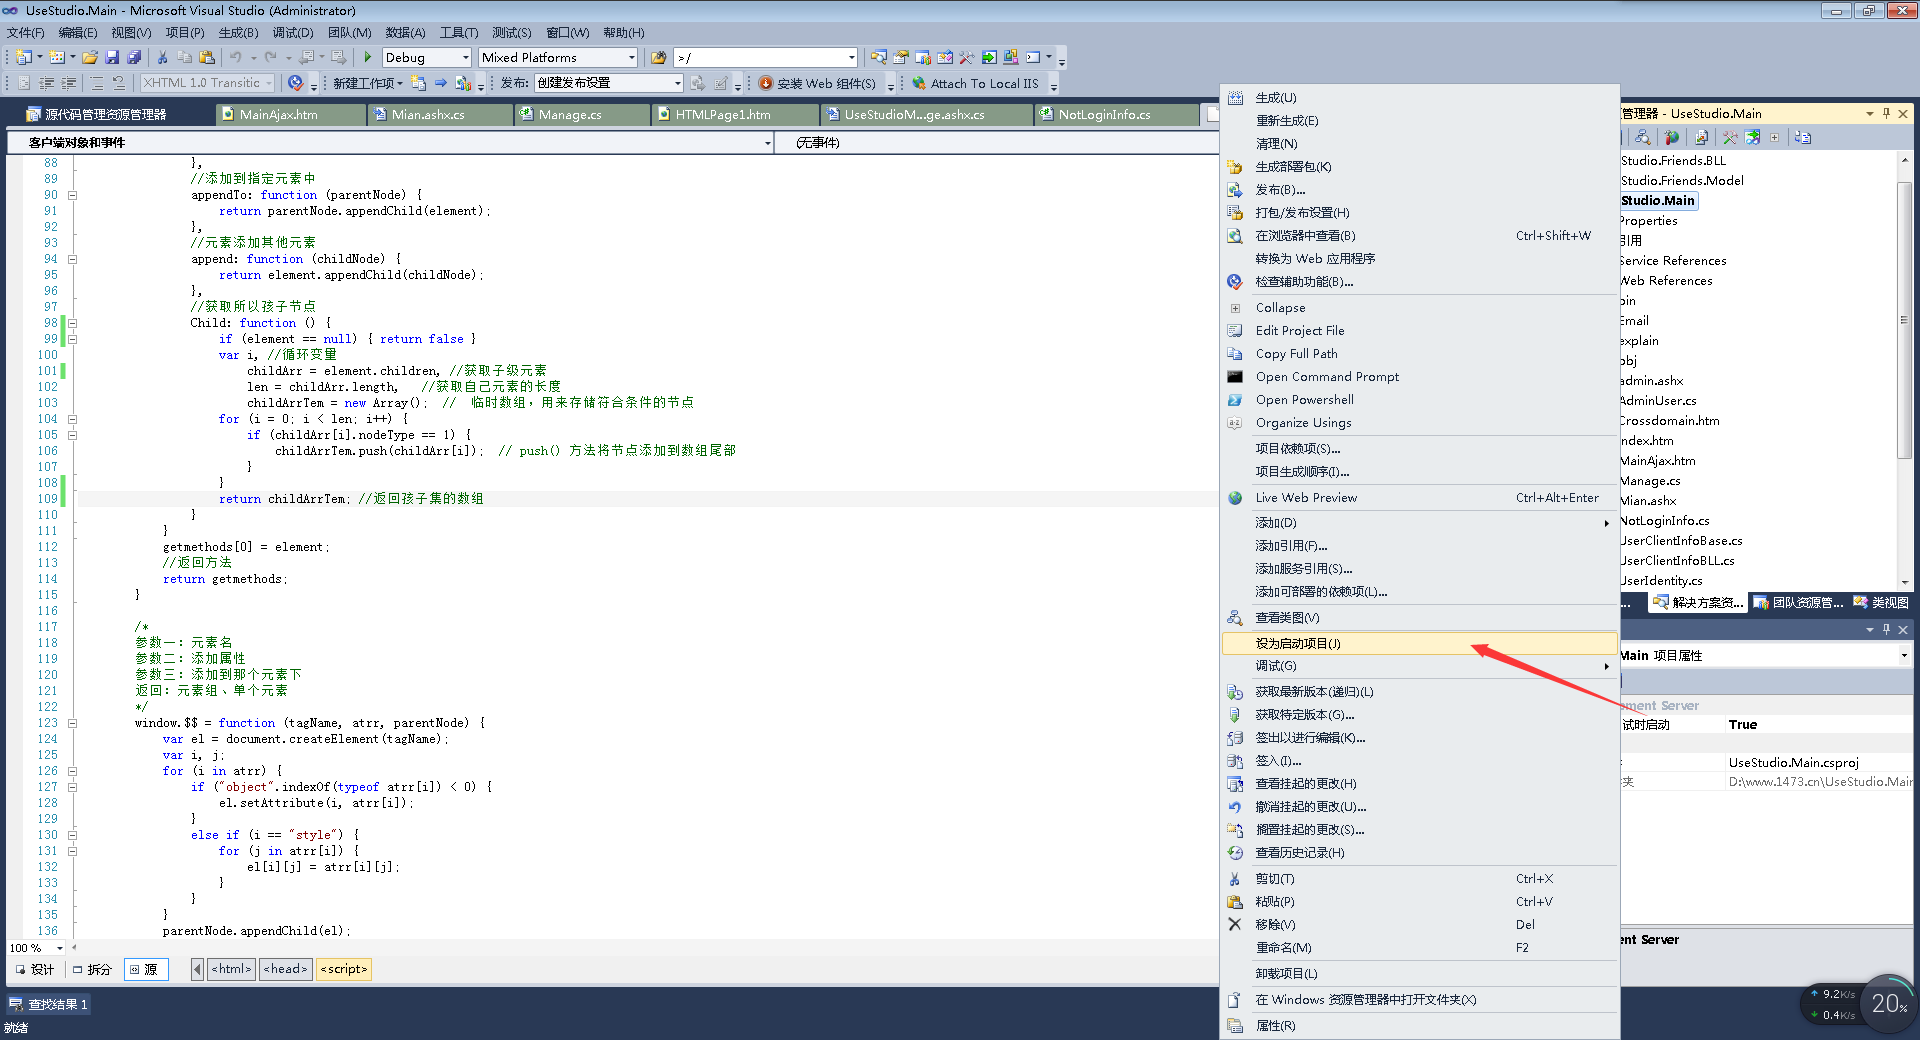 UseStudio.Main - Microsoft Visual Studio (Administrator)
文件(F) 编辑(E) 视图(V) 项目(P) 生成(B) 调试(D) 团队(M) 数据(A) 工具(T) 测试(S) 窗口(W) 帮助(H)
Debug Mixed Platforms >/
XHTML 1.0 Transitic 新建工作项 发布: 创建发布设置 安装 Web 组件(S) Attach To Local IIS
源代码管理资源管理器 MainAjax.htm Mian.ashx.cs Manage.cs HTMLPage1.htm UseStudioM...ge.ashx.cs NotLoginInfo.cs
客户端对象和事件 (无事件)
88 },
89 //添加到指定元素中
90 appendTo: function (parentNode) {
91 return parentNode.appendChild(element);
92 },
93 //元素添加其他元素
94 append: function (childNode) {
95 return element.appendChild(childNode);
96 },
97 //获取所以孩子节点
98 Child: function () {
99 if (element == null) { return false }
100 var i, //循环变量
101 childArr = element.children, //获取子级元素
102 len = childArr.length, //获取自己元素的长度
103 childArrTem = new Array(); // 临时数组，用来存储符合条件的节点
104 for (i = 0; i < len; i++) {
105 if (childArr[i].nodeType == 1) {
106 childArrTem.push(childArr[i]); // push() 方法将节点添加到数组尾部
107 }
108 }
109 return childArrTem; //返回孩子集的数组
110 }
111 }
112 getmethods[0] = element;
113 //返回方法
114 return getmethods;
115 }
116
117 /*
118 参数一: 元素名
119 参数二: 添加属性
120 参数三: 添加到那个元素下
121 返回: 元素组、单个元素
122 */
123 window.$$ = function (tagName, atrr, parentNode) {
124 var el = document.createElement(tagName);
125 var i, j;
126 for (i in atrr) {
127 if ("object".indexOf(typeof atrr[i]) < 0) {
128 el.setAttribute(i, atrr[i]);
129 }
130 else if (i == "style") {
131 for (j in atrr[i]) {
132 el[i][j] = atrr[i][j];
133 }
134 }
135 }
136 parentNode.appendChild(el);
100 %
设计 拆分 源 <html> <head> <script>
查找结果 1
就绪
生成(U)
重新生成(E)
清理(N)
生成部署包(K)
发布(B)...
打包/发布设置(H)
在浏览器中查看(B) Ctrl+Shift+W
转换为 Web 应用程序
检查辅助功能(B)...
Collapse
Edit Project File
Copy Full Path
Open Command Prompt
Open Powershell
Organize Usings
项目依赖项(S)...
项目生成顺序(I)...
Live Web Preview Ctrl+Alt+Enter
添加(D)
添加引用(F)...
添加服务引用(S)...
添加可部署的依赖项(L)...
查看类图(V)
设为启动项目(J)
调试(G)
获取最新版本(递归)(L)
获取特定版本(G)...
签出以进行编辑(K)...
签入(I)...
查看挂起的更改(H)
撤消挂起的更改(U)...
搁置挂起的更改(S)...
查看历史记录(H)
剪切(T) Ctrl+X
粘贴(P) Ctrl+V
移除(V) Del
重命名(M) F2
卸载项目(L)
在 Windows 资源管理器中打开文件夹(X)
属性(R)
管理器 - UseStudio.Main
Studio.Friends.BLL
Studio.Friends.Model
Studio.Main
Properties
引用
Service References
Web References
bin
Email
explain
obj
admin.ashx
AdminUser.cs
Crossdomain.htm
index.htm
MainAjax.htm
Manage.cs
Mian.ashx
NotLoginInfo.cs
UserClientInfoBase.cs
UserClientInfoBLL.cs
UserIdentity.cs
... 解决方案资... 团队资源管... 类视图
Main 项目属性
ment Server
试时启动 True
UseStudio.Main.csproj
夹 D:\www.1473.cn\UseStudio.Main
ent Server
9.2K/s
0.4K/s
20%